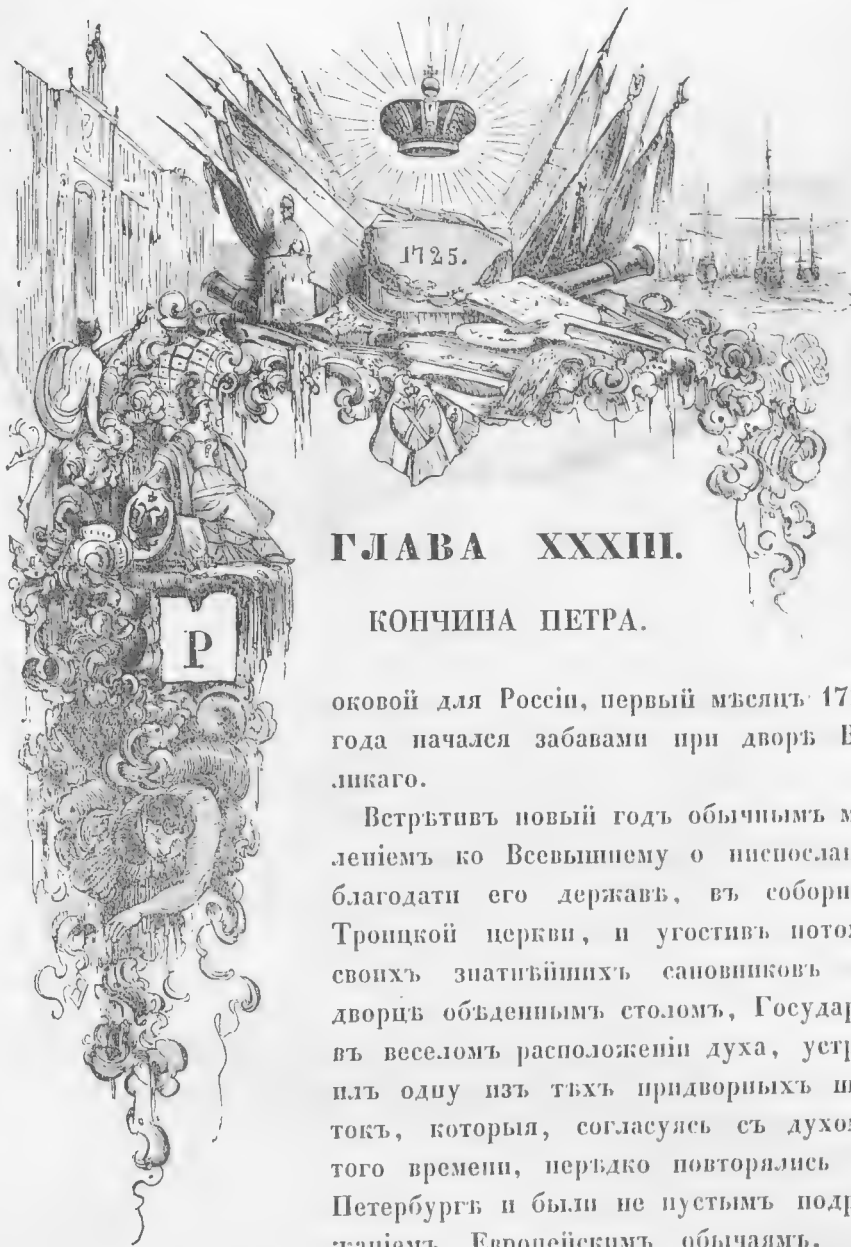 1725.
ГЛАВА XXXIII.
КОНЧИНА ПЕТРА.
Р
оковой для Россіи, первый мѣсяцъ 17
года начался забавами при дворѣ В
ликаго.
Встрѣтивъ новый годъ обычнымъ м
леніемъ ко Всевышнему о ниспослан
благодати его державѣ, въ соборн
Троицкой церкви, и угостивъ пото
своихъ знатнѣйшихъ сановниковъ
дворцѣ обѣденнымъ столомъ, Государ
въ веселомъ расположеніи духа, устр
илъ одну изъ тѣхъ придворныхъ ш
токъ, которыя, согласуясь съ духо
того времени, нерѣдко повторялись
Петербургѣ и были не пустымъ подр
жаніемъ Европейскимъ обычаямъ.